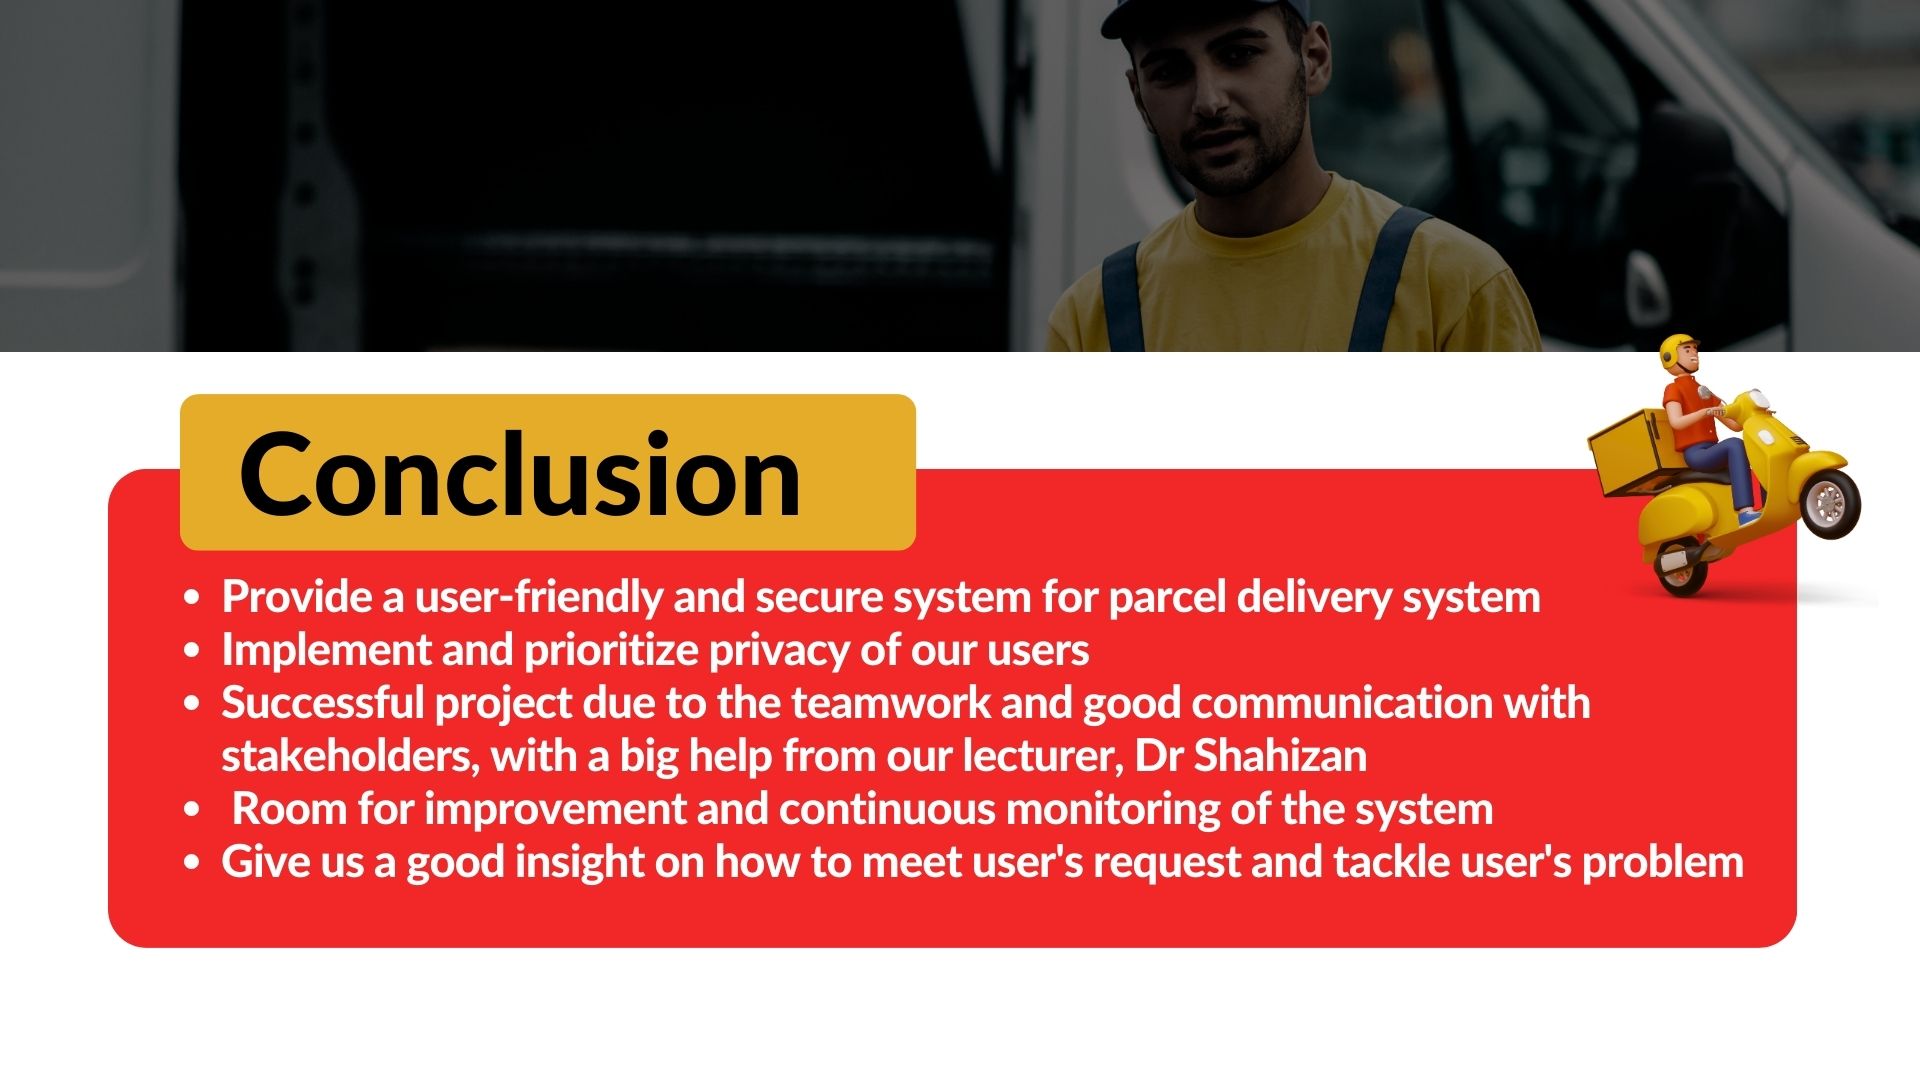 Conclusion
• Provide a user-friendly and secure system for parcel delivery system
• Implement and prioritize privacy of our users
• Successful project due to the teamwork and good communication with
stakeholders, with a big help from our lecturer, Dr Shahizan
• Room for improvement and continuous monitoring of the system
• Give us a good insight on how to meet user's request and tackle user's problem